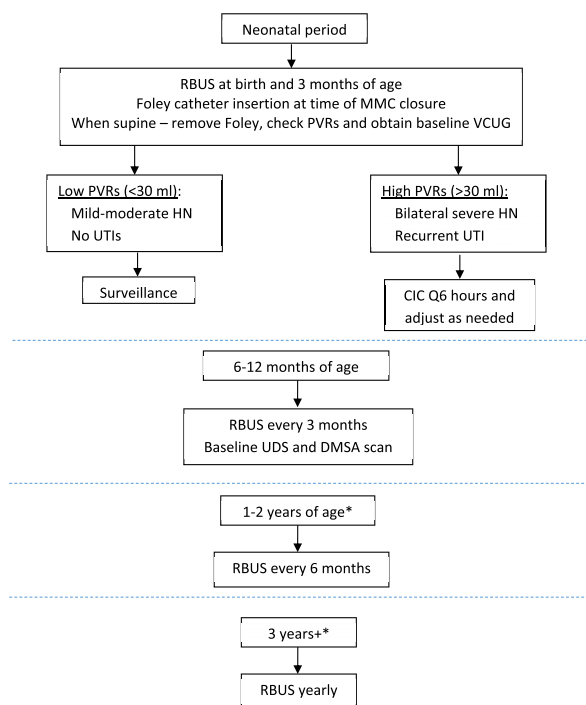 Neonatal period
RBUS at birth and 3 months of age
Foley catheter insertion at time of MMC closure
When supine – remove Foley, check PVRs and obtain baseline VCUG
Low PVRs (<30 ml):
Mild-moderate HN
No UTIs
Surveillance
High PVRs (>30 ml):
Bilateral severe HN
Recurrent UTI
CIC Q6 hours and
adjust as needed
6-12 months of age
RBUS every 3 months
Baseline UDS and DMSA scan
1-2 years of age*
RBUS every 6 months
3 years+*
RBUS yearly